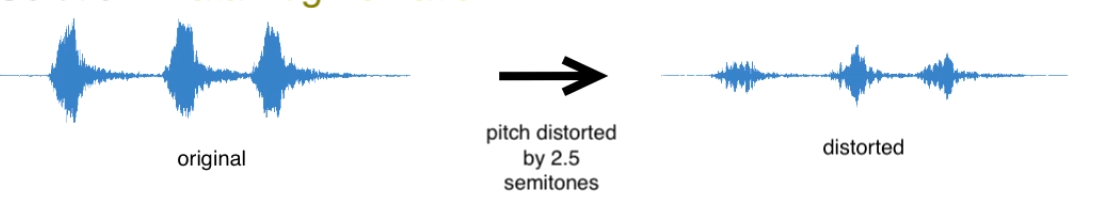 original
pitch distorted
by 2.5
semitones
distorted